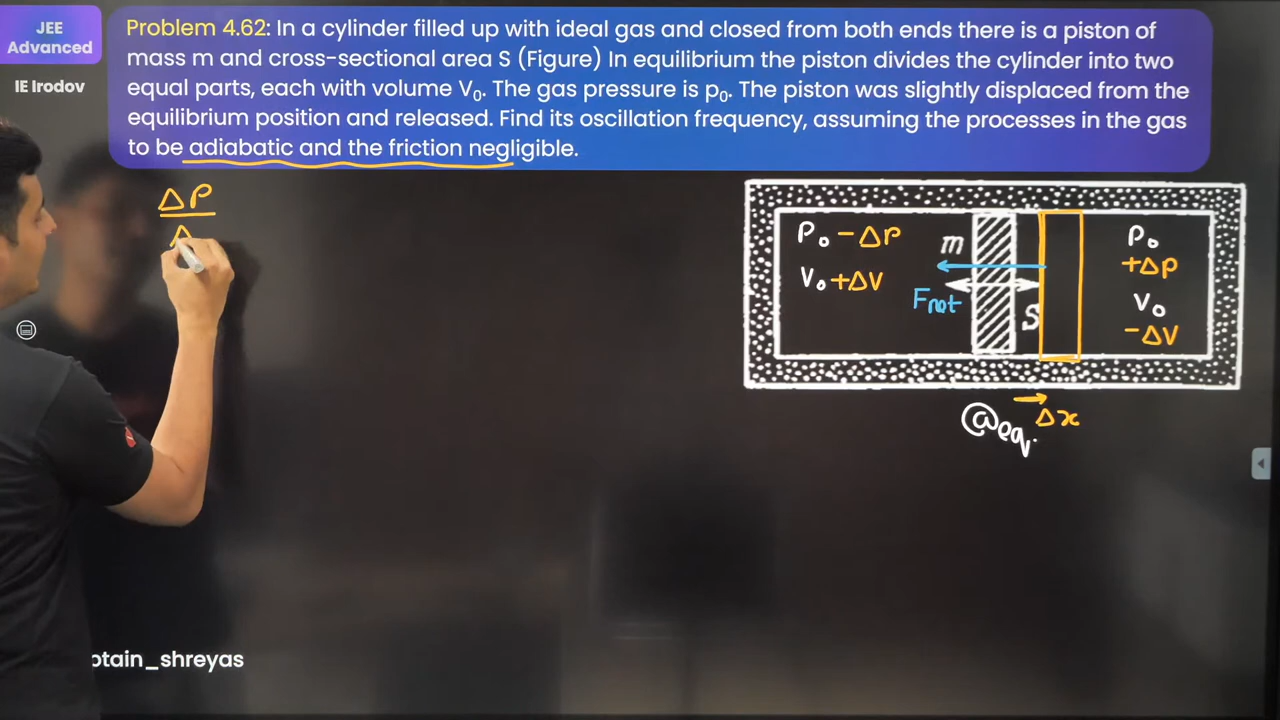 JEE
Advanced
IE Irodov
Problem 4.62: In a cylinder filled up with ideal gas and closed from both ends there is a piston of
mass m and cross-sectional area S (Figure) In equilibrium the piston divides the cylinder into two
equal parts, each with volume V₀. The gas pressure is p₀. The piston was slightly displaced from the
equilibrium position and released. Find its oscillation frequency, assuming the processes in the gas
to be adiabatic and the friction negligible.
ΔP
Δ
P₀ - ΔP
V₀ + ΔV
m
Fnet
S
P₀
+Δp
V₀
-ΔV
@eq.
Δx
ptain_shreyas